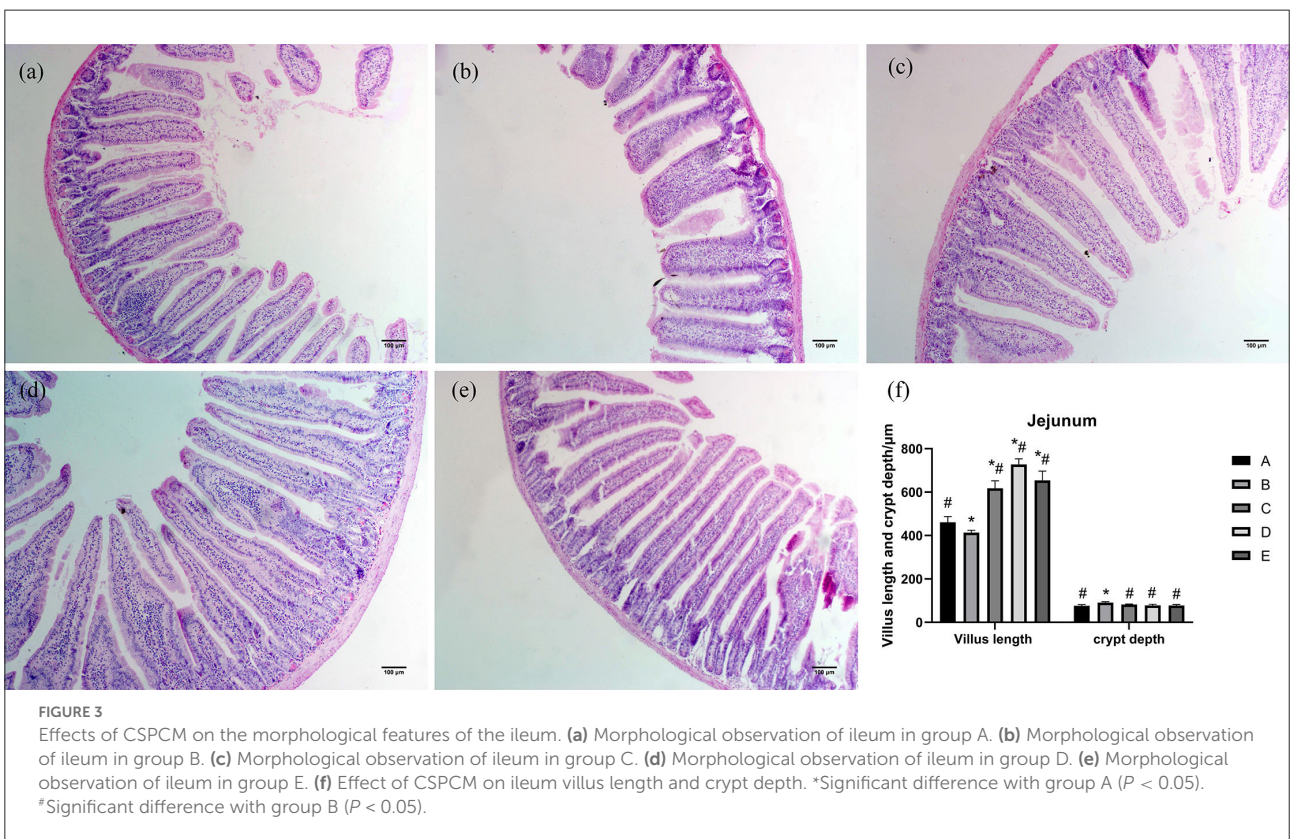 (a)
(b)
(c)
100 µm
100 µm
100 µm
(d)
(e)
(f)
100 µm
100 µm
Jejunum
Villus length and crypt depth/µm
800
600
400
200
0
#
*
*#
*#
*#
#
*
#
#
#
Villus length
crypt depth
A
B
C
D
E
FIGURE 3
Effects of CSPCM on the morphological features of the ileum. (a) Morphological observation of ileum in group A. (b) Morphological observation
of ileum in group B. (c) Morphological observation of ileum in group C. (d) Morphological observation of ileum in group D. (e) Morphological
observation of ileum in group E. (f) Effect of CSPCM on ileum villus length and crypt depth. *Significant difference with group A (P < 0.05).
#Significant difference with group B (P < 0.05).